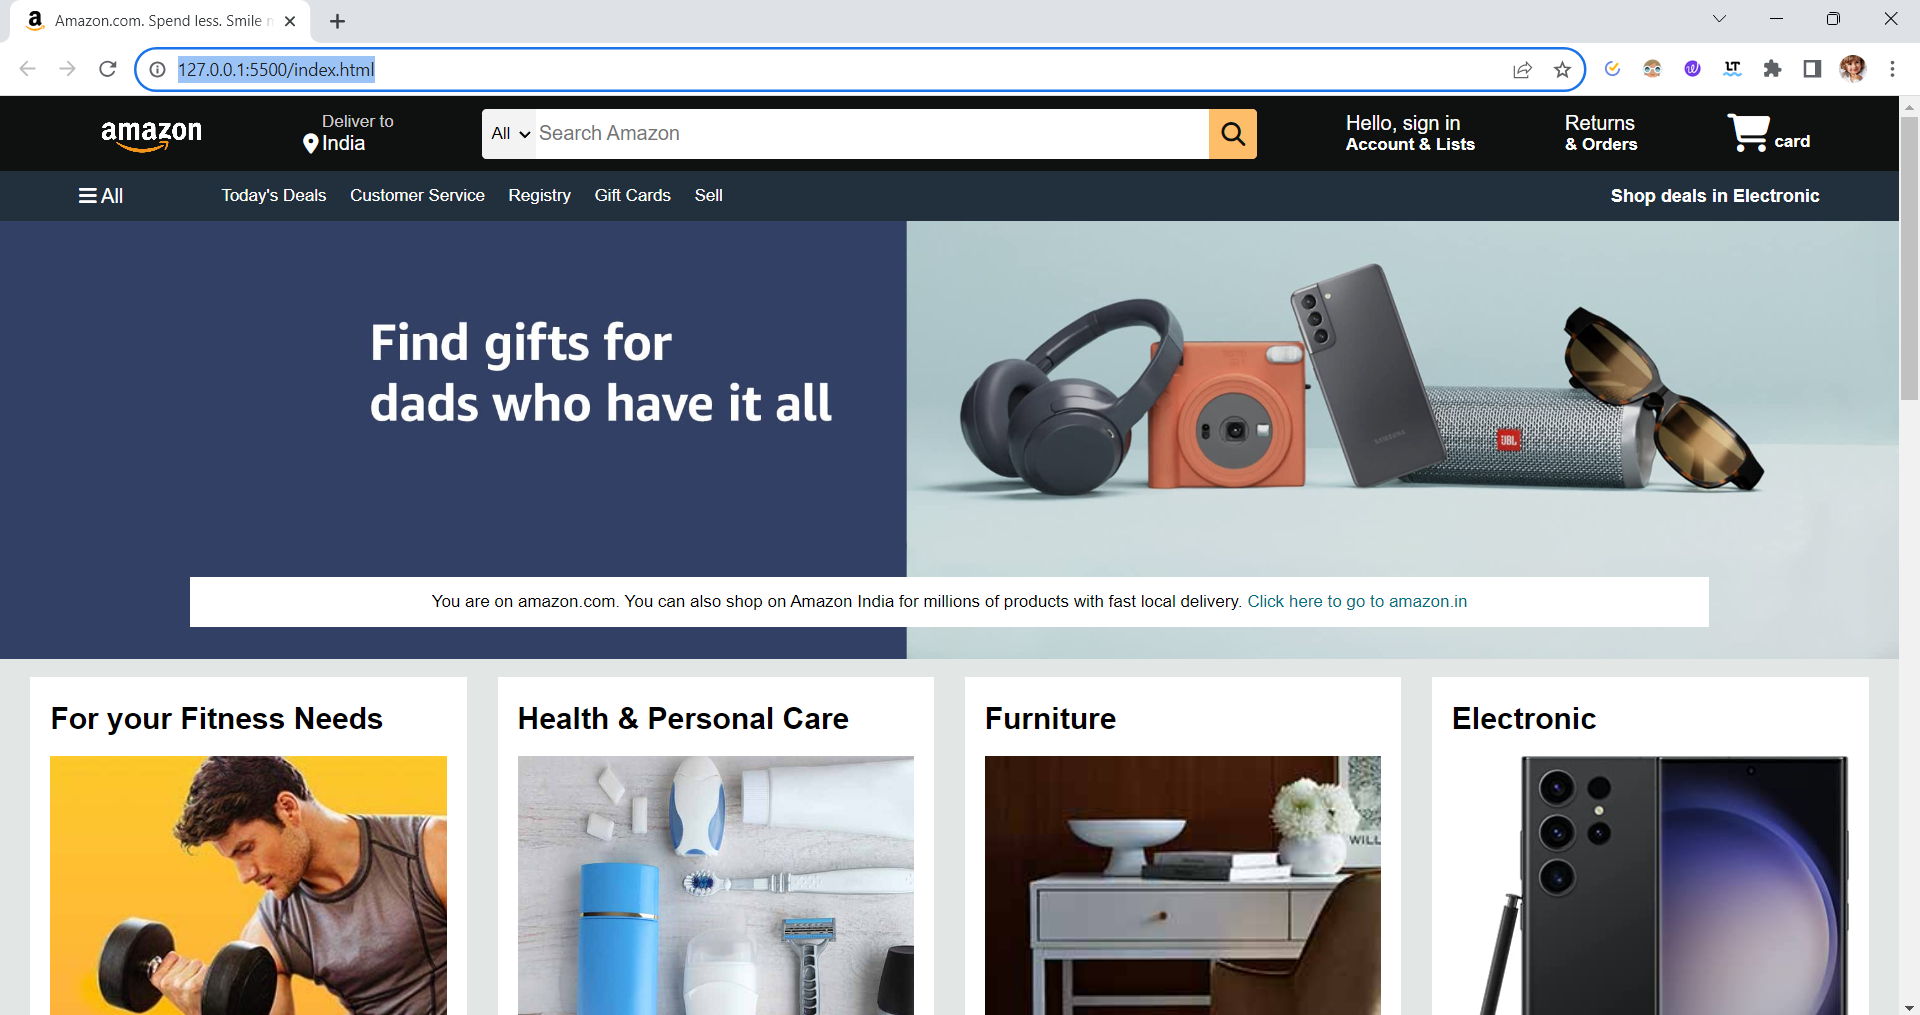 Amazon.com. Spend less. Smile
127.0.0.1:5500/index.html
LT
amazon
Deliver to
India
All
Search Amazon
Hello, sign in
Account & Lists
Returns
& Orders
card
All
Today's Deals
Customer Service
Registry
Gift Cards
Sell
Shop deals in Electronic
Find gifts for
dads who have it all
SAMSUNG
JBL
You are on amazon.com. You can also shop on Amazon India for millions of products with fast local delivery. Click here to go to amazon.in
For your Fitness Needs
Health & Personal Care
Furniture
Electronic
WILL